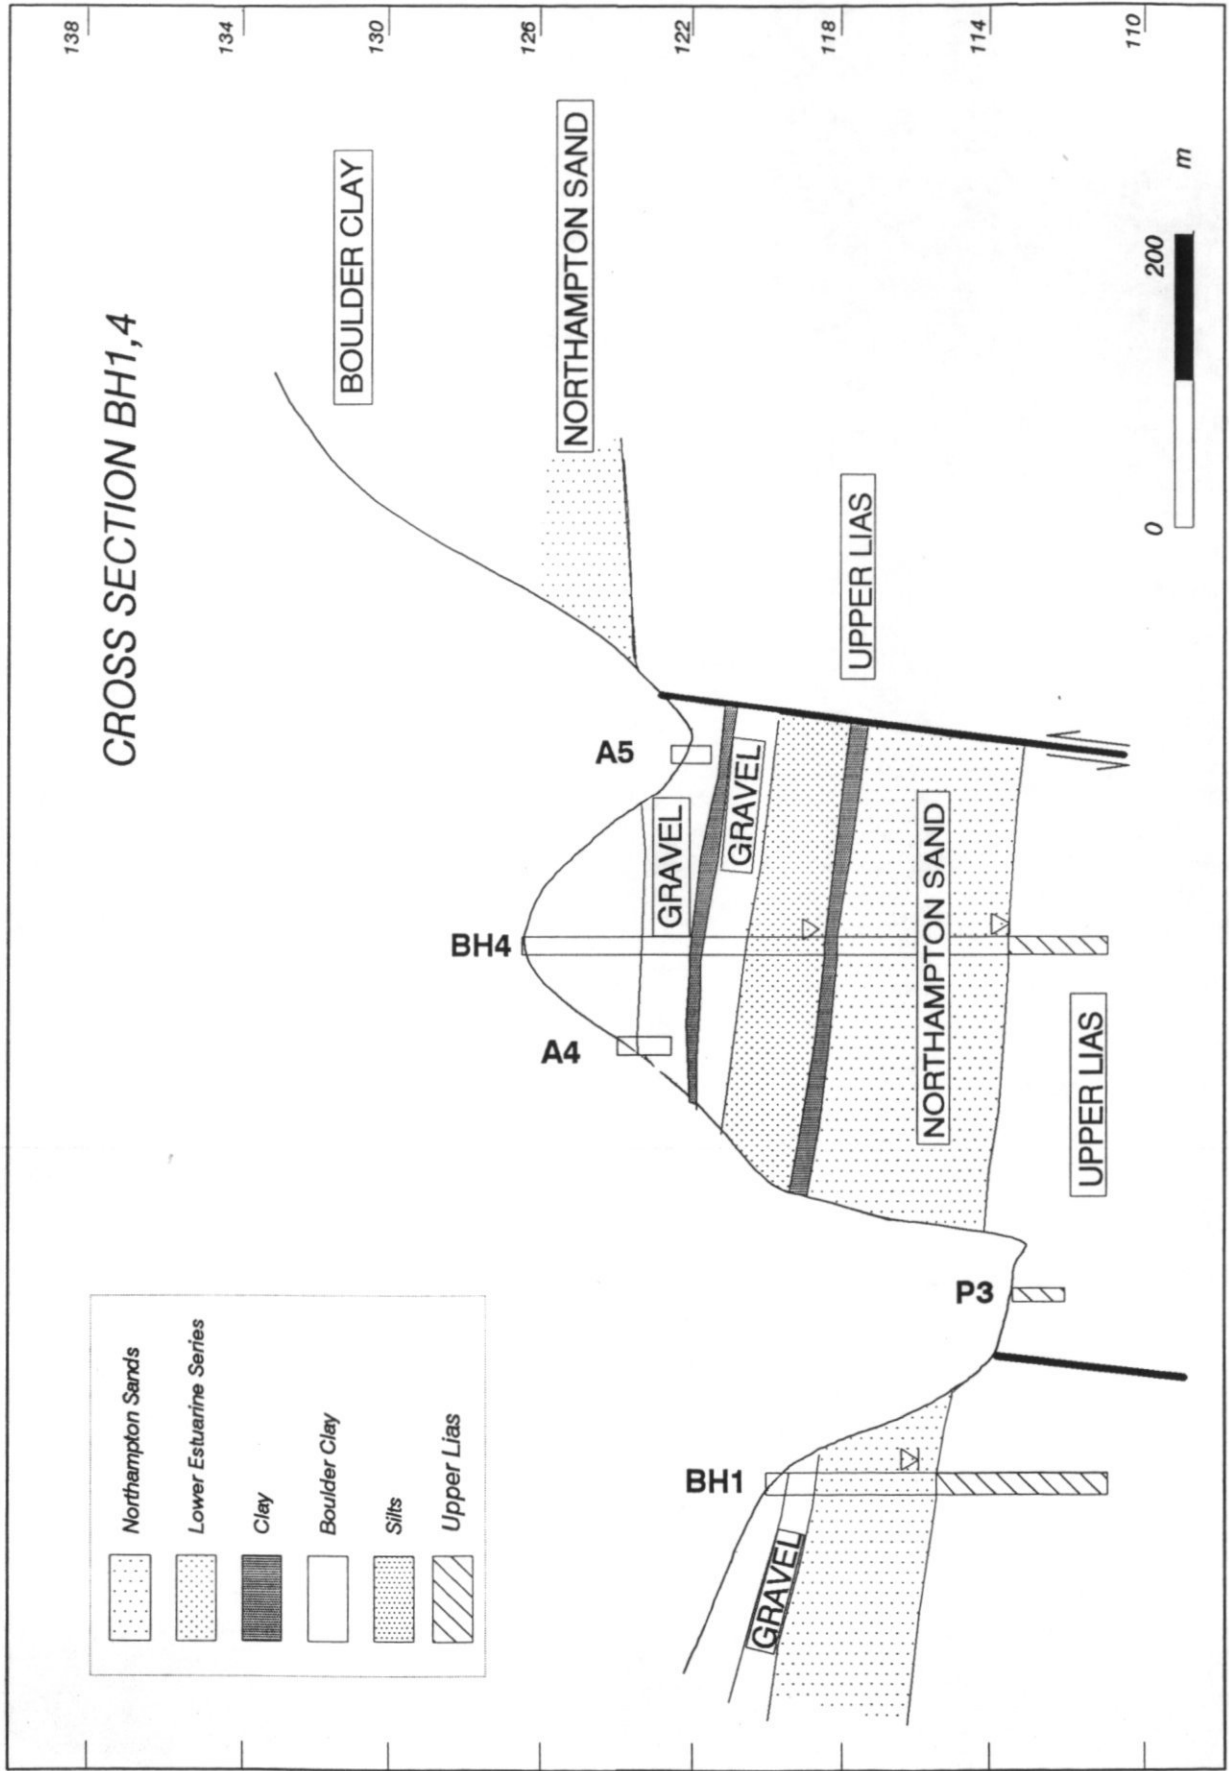 CROSS SECTION BH1,4
Northampton Sands
Lower Estuarine Series
Clay
Boulder Clay
Silts
Upper Lias
138
134
130
126
122
118
114
110
BOULDER CLAY
NORTHAMPTON SAND
UPPER LIAS
A5
GRAVEL
GRAVEL
BH4
A4
NORTHAMPTON SAND
UPPER LIAS
P3
BH1
GRAVEL
0
200
m